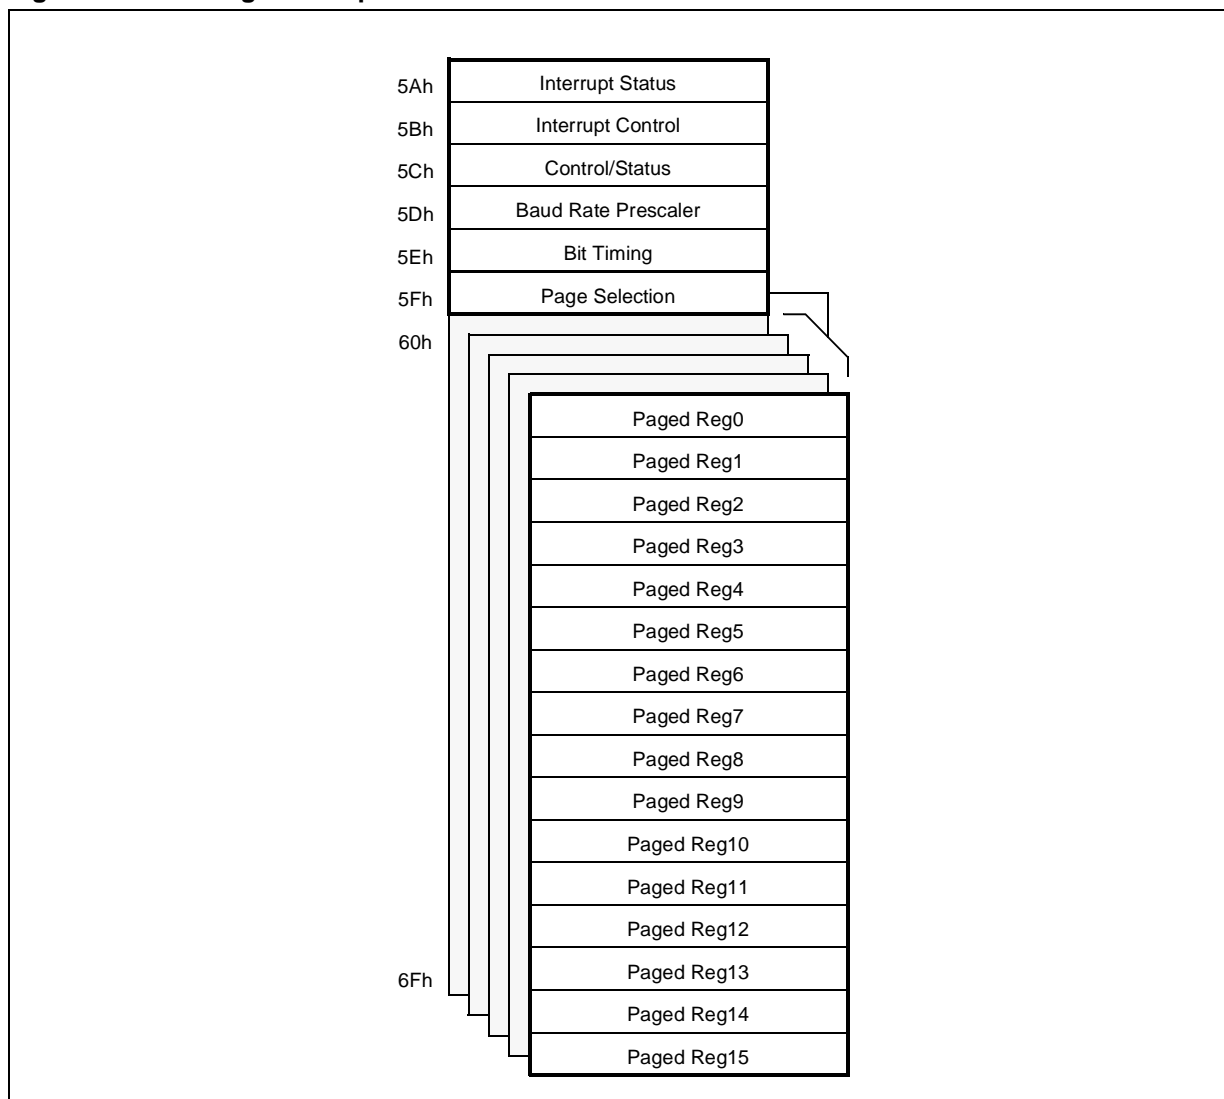 5Ah Interrupt Status
5Bh Interrupt Control
5Ch Control/Status
5Dh Baud Rate Prescaler
5Eh Bit Timing
5Fh Page Selection
60h
Paged Reg0
Paged Reg1
Paged Reg2
Paged Reg3
Paged Reg4
Paged Reg5
Paged Reg6
Paged Reg7
Paged Reg8
Paged Reg9
Paged Reg10
Paged Reg11
Paged Reg12
6Fh Paged Reg13
Paged Reg14
Paged Reg15